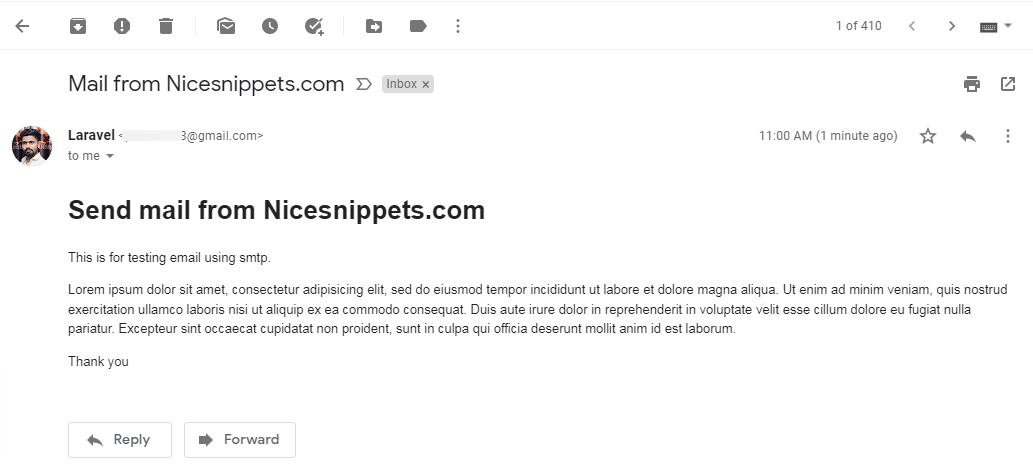 1 of 410
Mail from Nicesnippets.com Inbox ×
Laravel < 3@gmail.com> 11:00 AM (1 minute ago)
to me
Send mail from Nicesnippets.com
This is for testing email using smtp.
Lorem ipsum dolor sit amet, consectetur adipisicing elit, sed do eiusmod tempor incididunt ut labore et dolore magna aliqua. Ut enim ad minim veniam, quis nostrud
exercitation ullamco laboris nisi ut aliquip ex ea commodo consequat. Duis aute irure dolor in reprehenderit in voluptate velit esse cillum dolore eu fugiat nulla
pariatur. Excepteur sint occaecat cupidatat non proident, sunt in culpa qui officia deserunt mollit anim id est laborum.
Thank you
Reply Forward